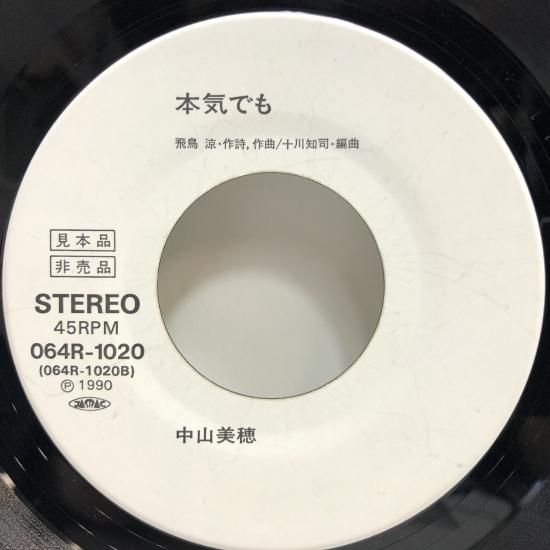 本気でも
飛鳥 涼・作詩, 作曲/十川知司・編曲
見本品
非売品
STEREO
45RPM
064R-1020
(064R-1020B)
Ⓟ 1990
JASRAC
中山美穂